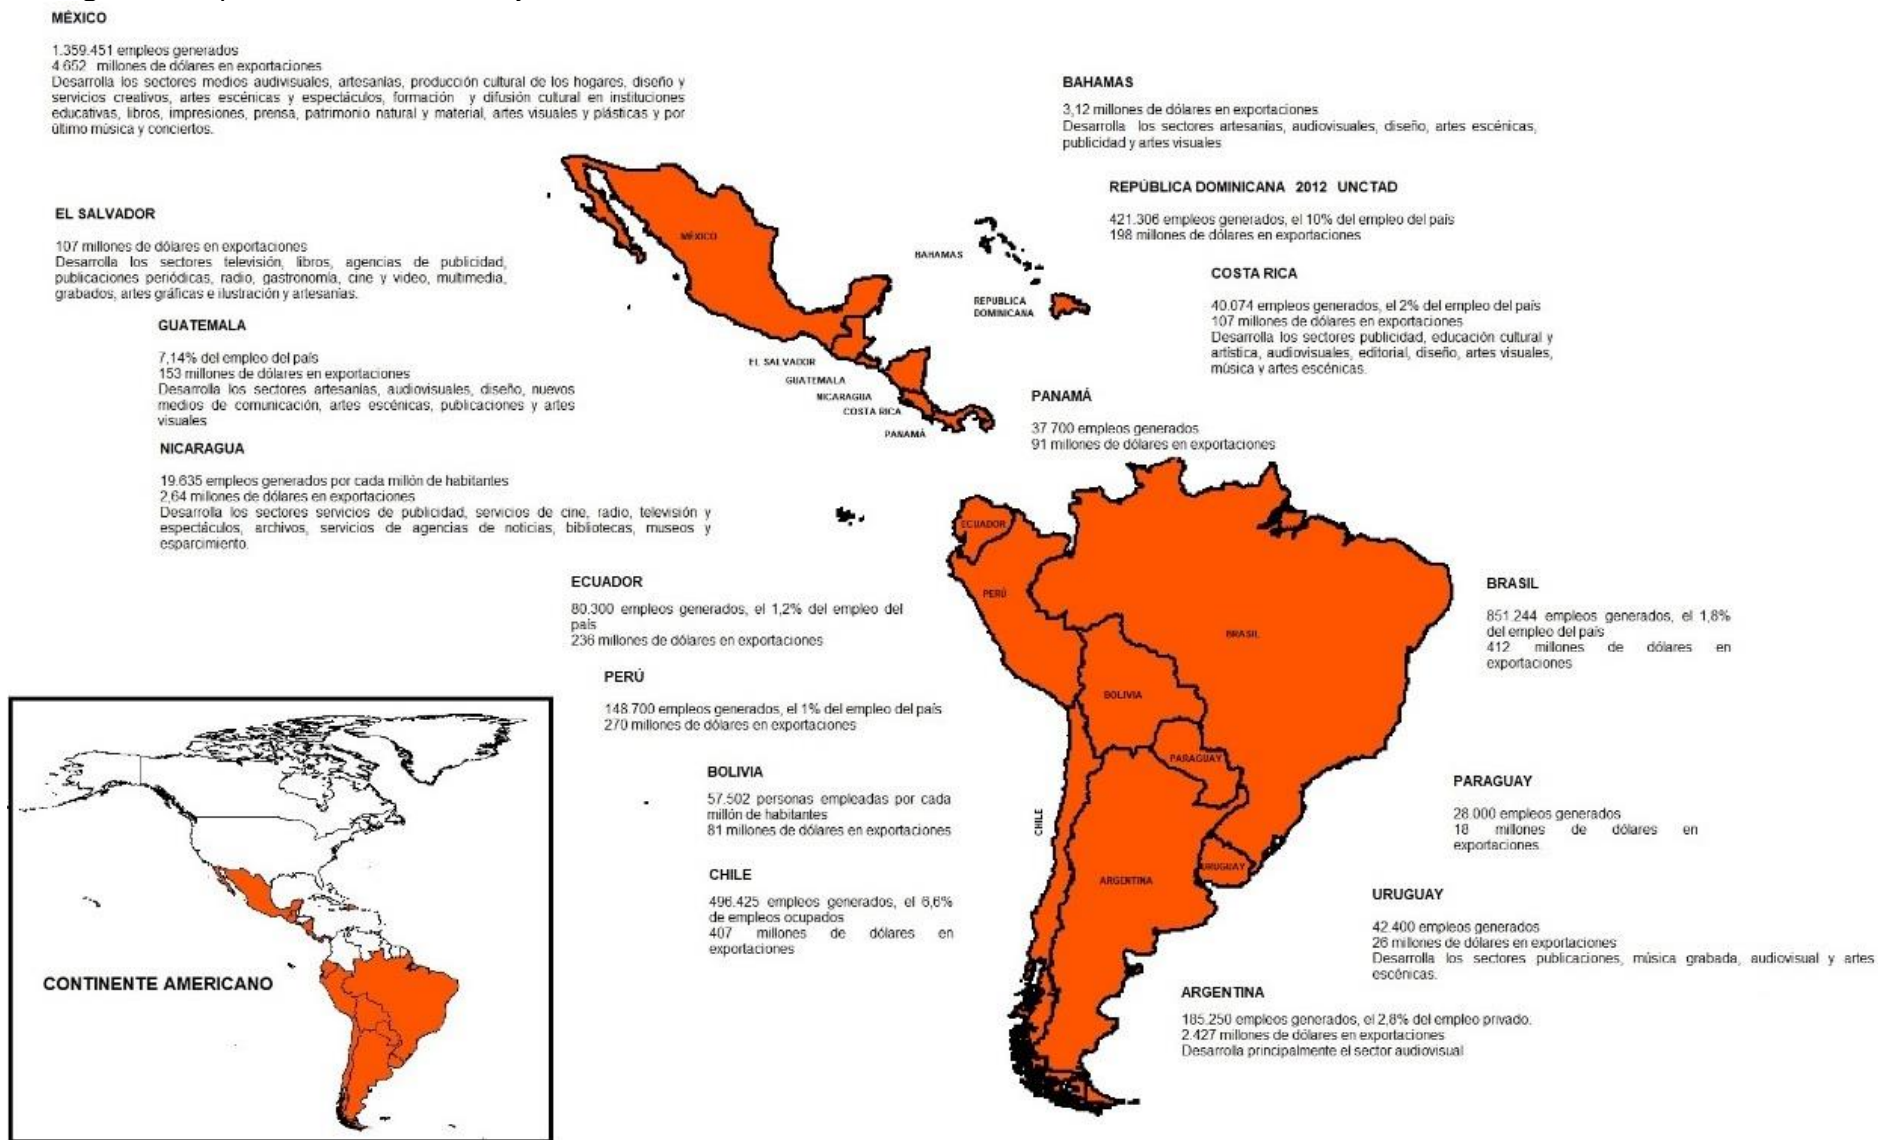 MÉXICO
1.359.451 empleos generados
4.652 millones de dólares en exportaciones
Desarrolla los sectores medios audivisuales, artesanías, producción cultural de los hogares, diseño y
servicios creativos, artes escénicas y espectáculos, formación y difusión cultural en instituciones
educativas, libros, impresiones, prensa, patrimonio natural y material, artes visuales y plásticas y por
último música y conciertos.
BAHAMAS
3,12 millones de dólares en exportaciones
Desarrolla los sectores artesanías, audiovisuales, diseño, artes escénicas,
publicidad y artes visuales
REPÚBLICA DOMINICANA 2012 UNCTAD
421.306 empleos generados, el 10% del empleo del país
198 millones de dólares en exportaciones
EL SALVADOR
107 millones de dólares en exportaciones
Desarrolla los sectores televisión, libros, agencias de publicidad,
publicaciones periódicas, radio, gastronomía, cine y video, multimedia,
grabados, artes gráficas e ilustración y artesanías.
COSTA RICA
40.074 empleos generados, el 2% del empleo del país
107 millones de dólares en exportaciones
Desarrolla los sectores publicidad, educación cultural y
artística, audiovisuales, editorial, diseño, artes visuales,
música y artes escénicas.
GUATEMALA
7,14% del empleo del país
153 millones de dólares en exportaciones
Desarrolla los sectores artesanías, audiovisuales, diseño, nuevos
medios de comunicación, artes escénicas, publicaciones y artes
visuales
PANAMÁ
37.700 empleos generados
91 millones de dólares en exportaciones
NICARAGUA
19.635 empleos generados por cada millón de habitantes
2,64 millones de dólares en exportaciones
Desarrolla los sectores servicios de publicidad, servicios de cine, radio, televisión y
espectáculos, archivos, servicios de agencias de noticias, bibliotecas, museos y
esparcimiento.
MÉXICO
BAHAMAS
REPUBLICA
DOMINICANA
EL SALVADOR
GUATEMALA
NICARAGUA
COSTA RICA
PANAMÁ
ECUADOR
80.300 empleos generados, el 1,2% del empleo del
país
236 millones de dólares en exportaciones
PERÚ
148.700 empleos generados, el 1% del empleo del país
270 millones de dólares en exportaciones
BOLIVIA
57.502 personas empleadas por cada
millón de habitantes
81 millones de dólares en exportaciones
CHILE
496.425 empleos generados, el 6,6%
de empleos ocupados
407 millones de dólares en
exportaciones
ECUADOR
PERÚ
BRASIL
BOLIVIA
PARAGUAY
CHILE
URUGUAY
ARGENTINA
BRASIL
851.244 empleos generados, el 1,8%
del empleo del país
412 millones de dólares en
exportaciones
PARAGUAY
28.000 empleos generados
18 millones de dólares en
exportaciones.
URUGUAY
42.400 empleos generados
26 millones de dólares en exportaciones
Desarrolla los sectores publicaciones, música grabada, audiovisual y artes
escénicas.
ARGENTINA
185.250 empleos generados, el 2,8% del empleo privado.
2.427 millones de dólares en exportaciones
Desarrolla principalmente el sector audiovisual
CONTINENTE AMERICANO